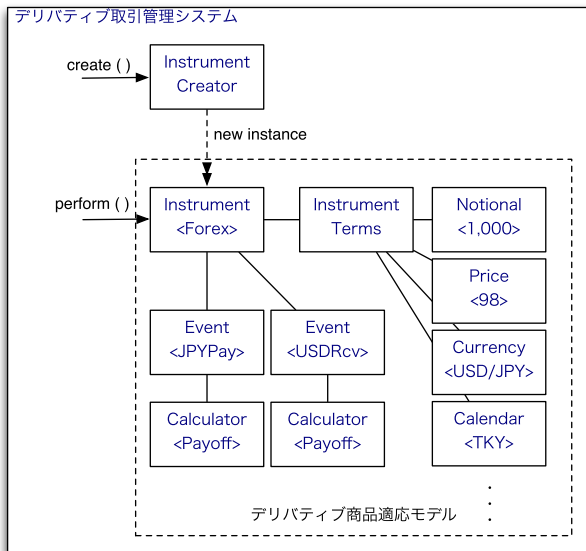 デリバティブ取引管理システム
create ( )
Instrument
Creator
new instance
perform ( )
Instrument
<Forex>
Instrument
Terms
Notional
<1,000>
Price
<98>
Event
<JPYPay>
Event
<USDRcv>
Currency
<USD/JPY>
Calculator
<Payoff>
Calculator
<Payoff>
Calendar
<TKY>
デリバティブ商品適応モデル